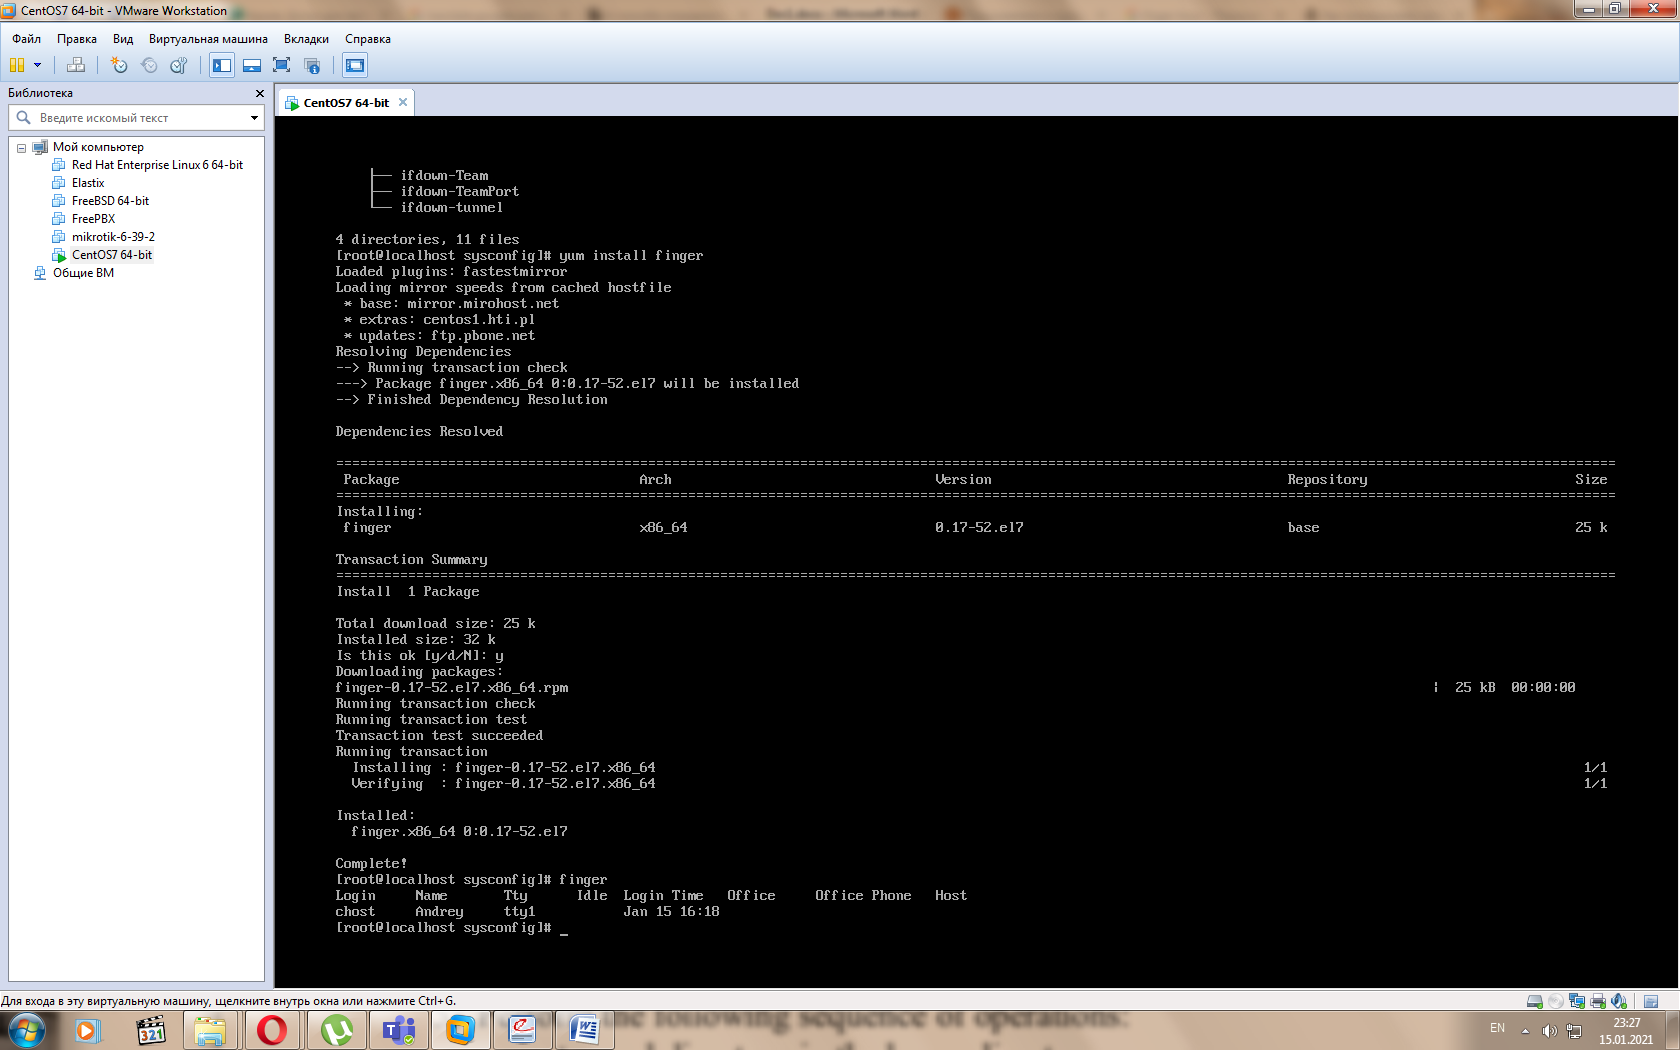 CentOS7 64-bit - VMware Workstation
Файл Правка Вид Виртуальная машина Вкладки Справка
Библиотека
Введите искомый текст
Мой компьютер
Red Hat Enterprise Linux 6 64-bit
Elastix
FreeBSD 64-bit
FreePBX
mikrotik-6-39-2
CentOS7 64-bit
Общие ВМ
CentOS7 64-bit
├── ifdown-Team
├── ifdown-TeamPort
└── ifdown-tunnel
4 directories, 11 files
[root@localhost sysconfig]# yum install finger
Loaded plugins: fastestmirror
Loading mirror speeds from cached hostfile
* base: mirror.mirohost.net
* extras: centos1.hti.pl
* updates: ftp.pbone.net
Resolving Dependencies
--> Running transaction check
---> Package finger.x86_64 0:0.17-52.el7 will be installed
--> Finished Dependency Resolution
Dependencies Resolved
Package Arch Version Repository Size
Installing:
finger x86_64 0.17-52.el7 base 25 k
Transaction Summary
Install 1 Package
Total download size: 25 k
Installed size: 32 k
Is this ok [y/d/N]: y
Downloading packages:
finger-0.17-52.el7.x86_64.rpm | 25 kB 00:00:00
Running transaction check
Running transaction test
Transaction test succeeded
Running transaction
Installing : finger-0.17-52.el7.x86_64 1/1
Verifying : finger-0.17-52.el7.x86_64 1/1
Installed:
finger.x86_64 0:0.17-52.el7
Complete!
[root@localhost sysconfig]# finger
Login Name Tty Idle Login Time Office Office Phone Host
chost Andrey tty1 Jan 15 16:18
[root@localhost sysconfig]# _
Для входа в эту виртуальную машину, щелкните внутрь окна или нажмите Ctrl+G.
321
following sequence of operations:
EN
23:27
15.01.2021